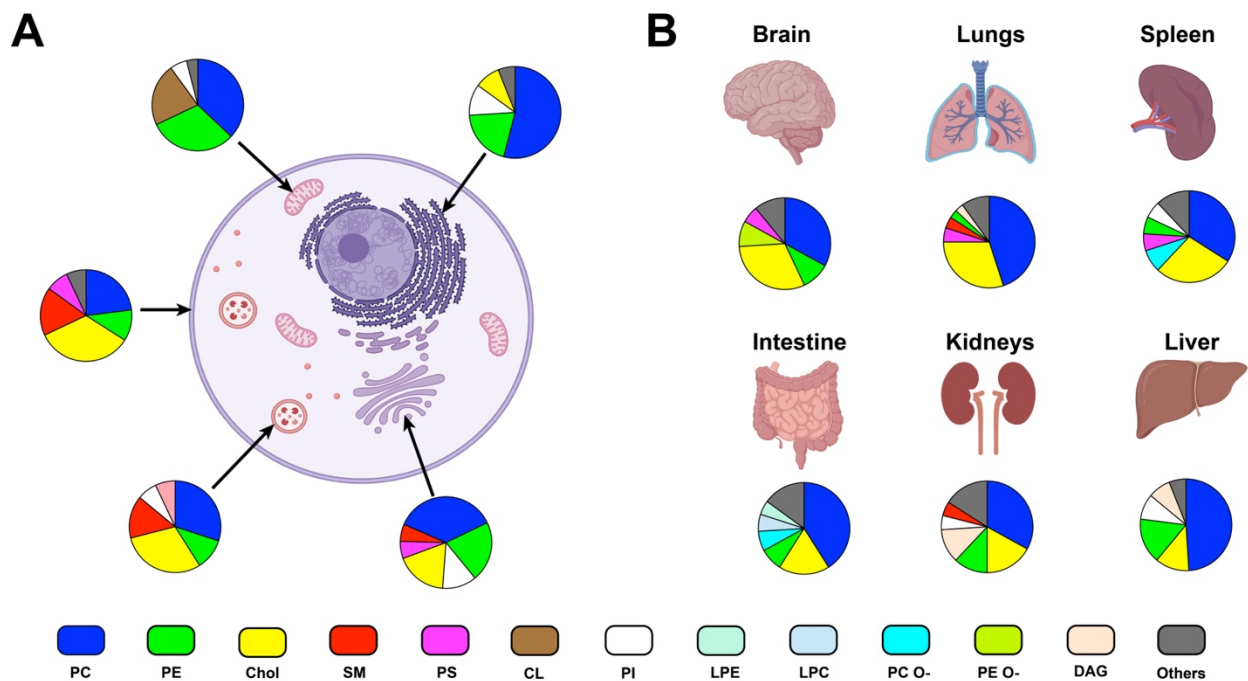 A
B
Brain Lungs Spleen
Intestine Kidneys Liver
PC PE Chol SM PS CL PI LPE LPC PC O- PE O- DAG Others